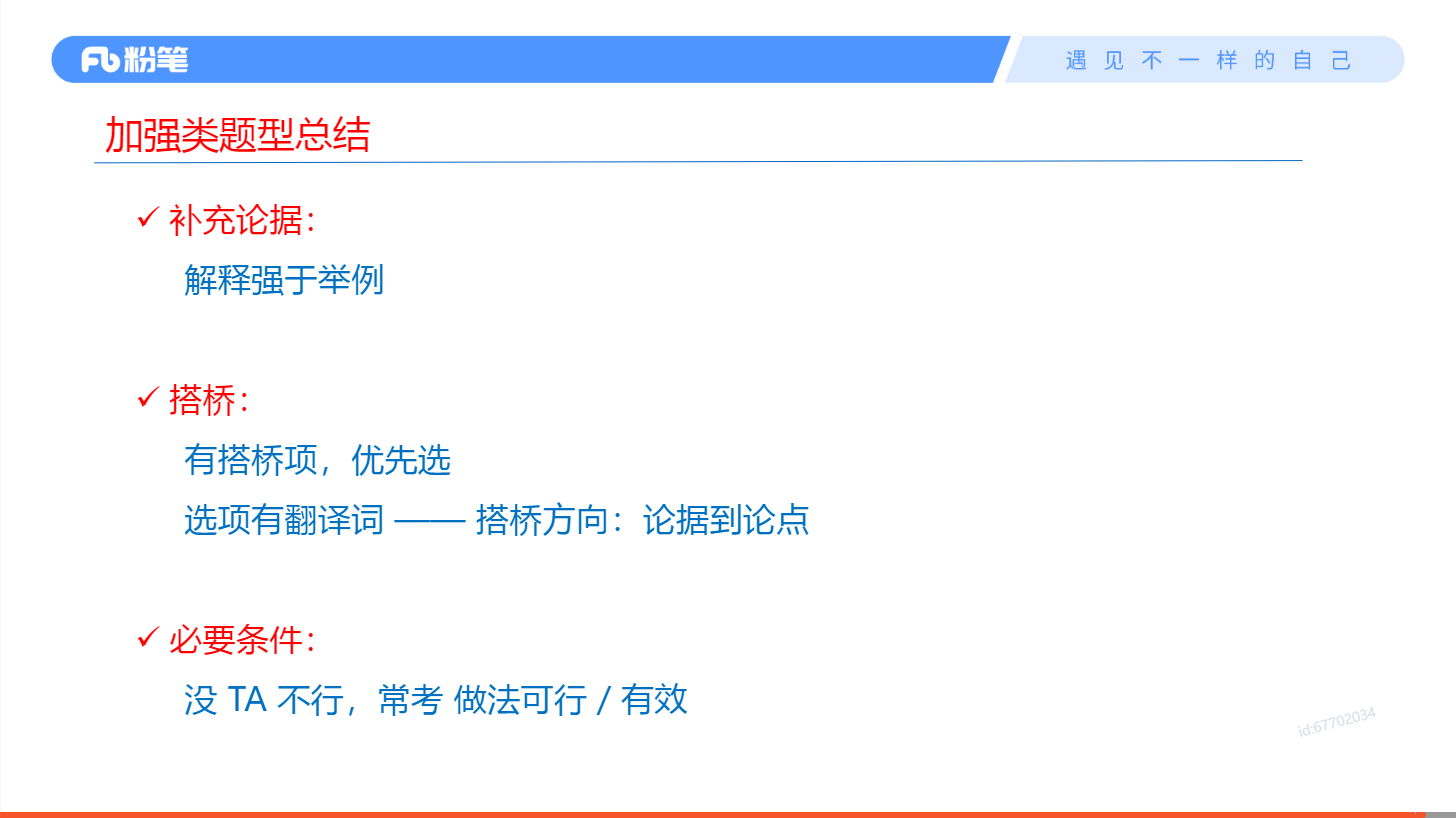 粉笔
遇见不一样的自己
加强类题型总结
✓ 补充论据：
解释强于举例
✓ 搭桥：
有搭桥项，优先选
选项有翻译词 —— 搭桥方向：论据到论点
✓ 必要条件：
没 TA 不行，常考 做法可行 / 有效
id:67702034